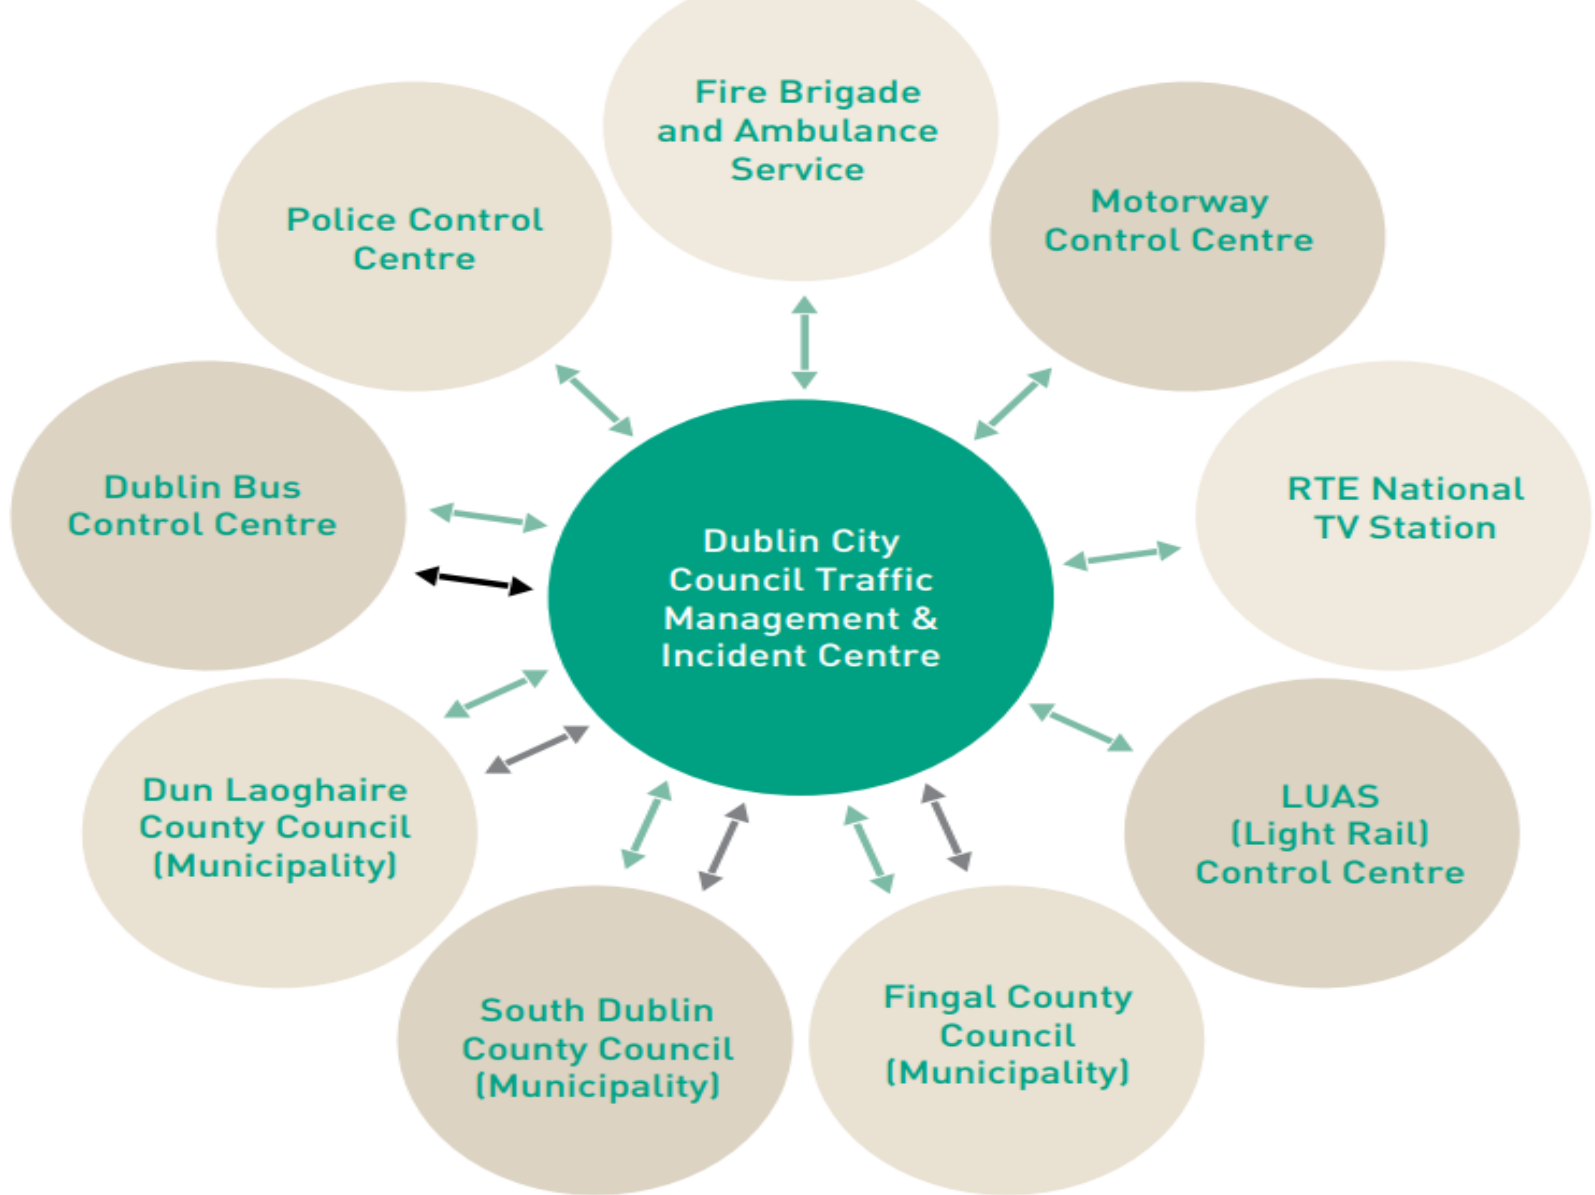 Fire Brigade
and Ambulance
Service
Motorway
Control Centre
Police Control
Centre
RTE National
TV Station
Dublin Bus
Control Centre
Dublin City
Council Traffic
Management &
Incident Centre
LUAS
(Light Rail)
Control Centre
Dun Laoghaire
County Council
(Municipality)
Fingal County
Council
(Municipality)
South Dublin
County Council
(Municipality)